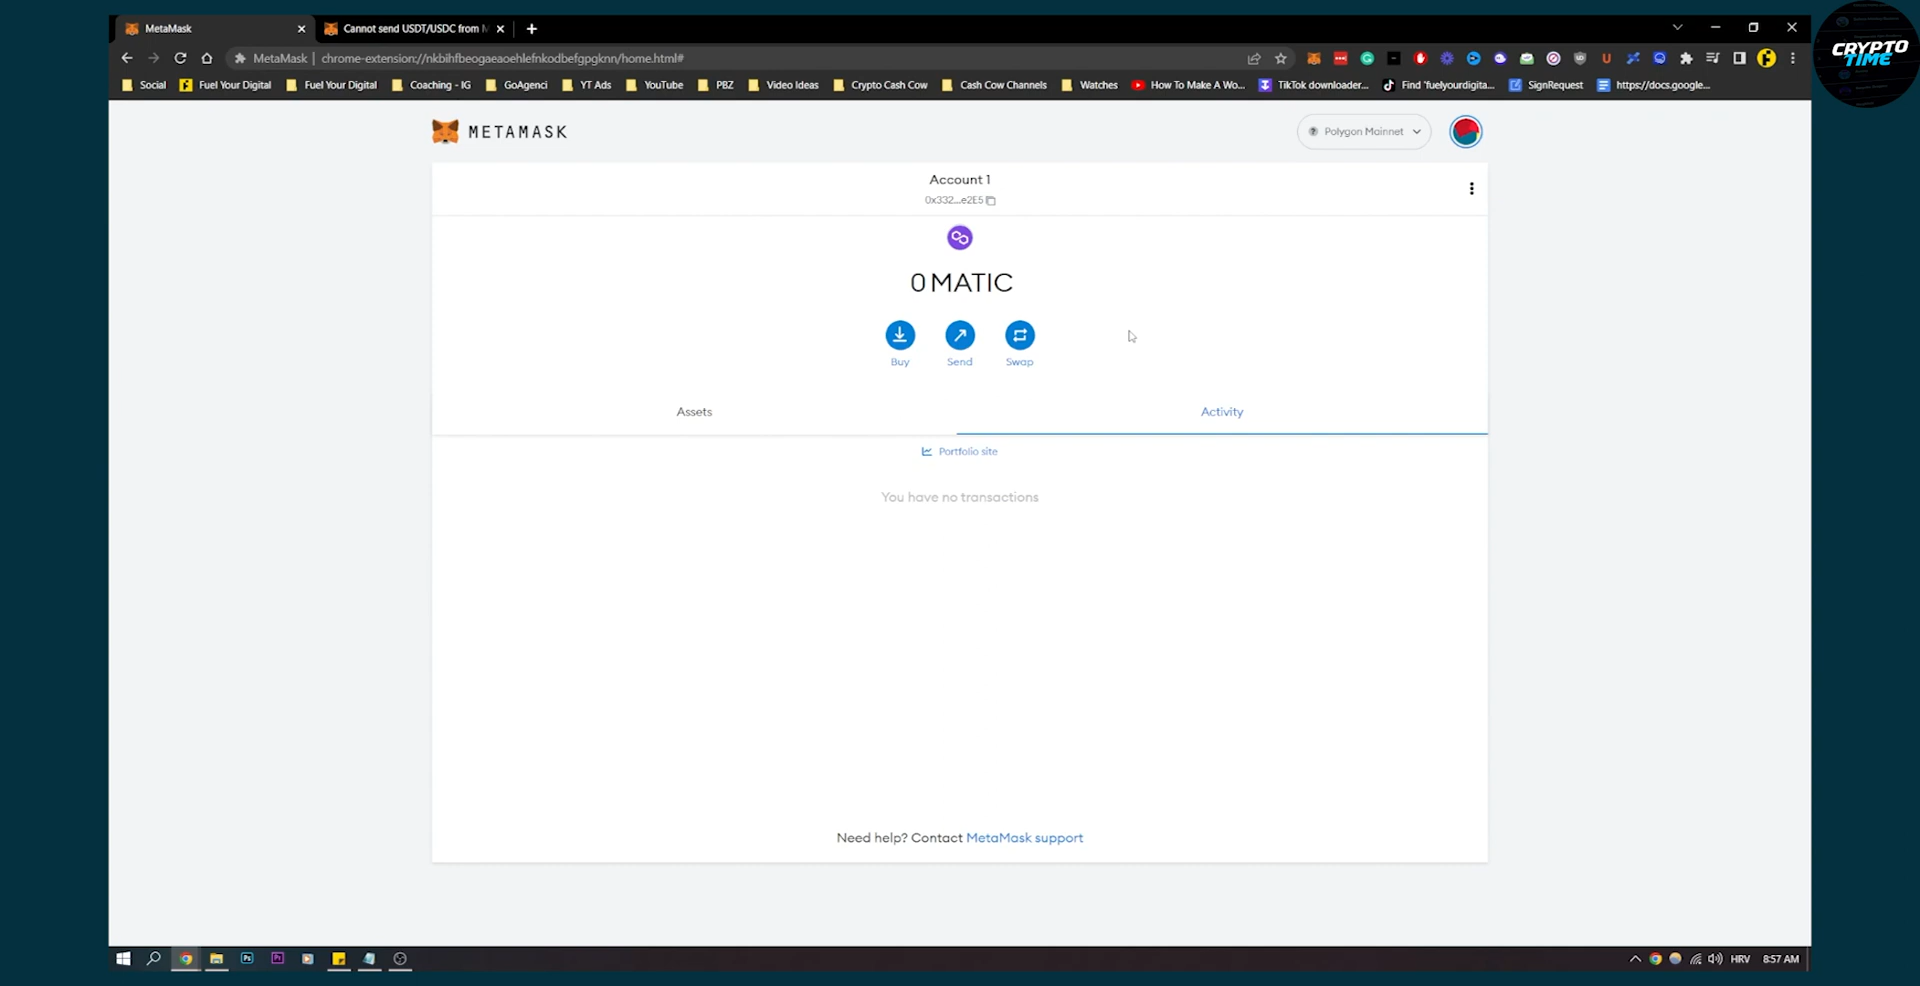 MetaMask
Cannot send USDT/USDC from M
CRYPTO
TIME
MetaMask
chrome-extension://nkbihfbeogaeaoehlefnkodbefgpgknn/home.html#
Social
Fuel Your Digital
Fuel Your Digital
Coaching - IG
GoAgenci
YT Ads
YouTube
PBZ
Video Ideas
Crypto Cash Cow
Cash Cow Channels
Watches
How To Make A Wo...
TikTok downloader...
Find 'fuelyourdigita...
SignRequest
https://docs.google...
METAMASK
Polygon Mainnet
Account 1
0x332...e2E5
0 MATIC
Buy
Send
Swap
Assets
Activity
Portfolio site
You have no transactions
Need help? Contact MetaMask support
Ps
Pr
HRV
8:57 AM